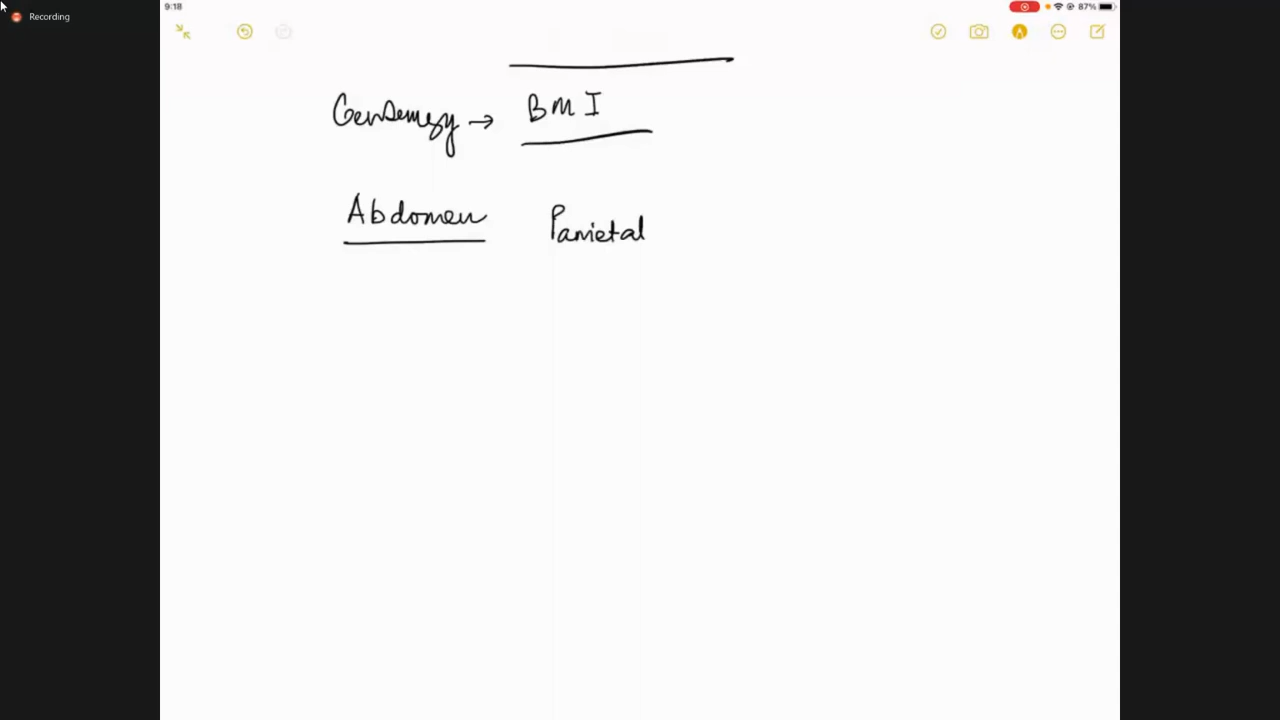 Recording
9:18
87%
→ BMI
Abdomen Parietal